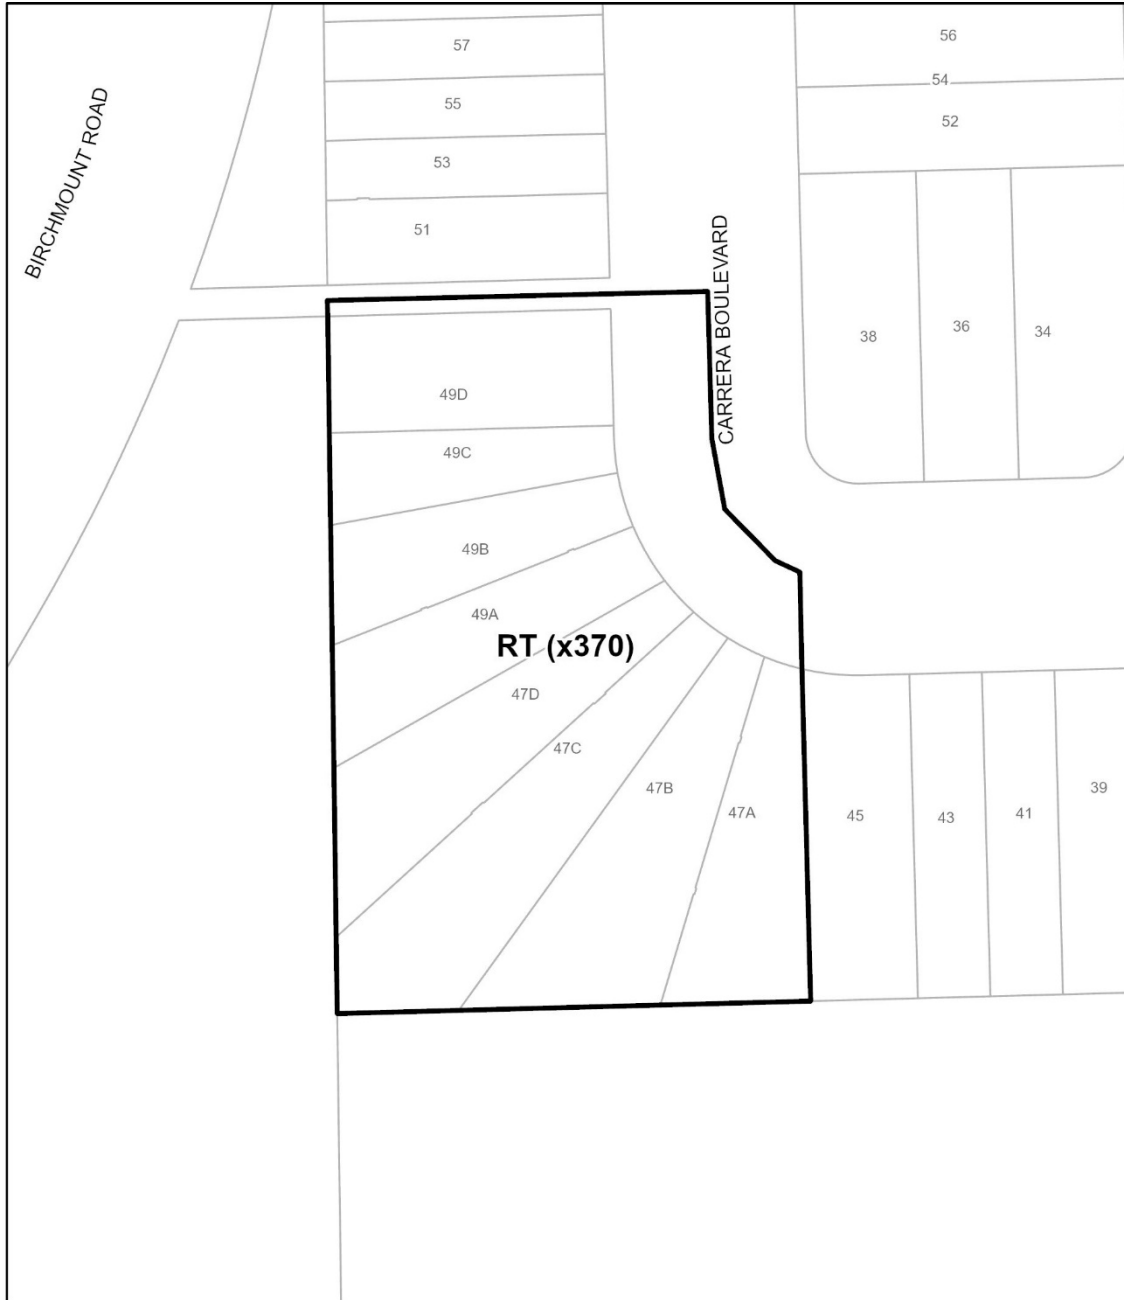 57
56
54
55
52
53
BIRCHMOUNT ROAD
51
CARRERA BOULEVARD
38
36
34
49D
49C
49B
49A
RT (x370)
47D
47C
47B
47A
45
43
41
39